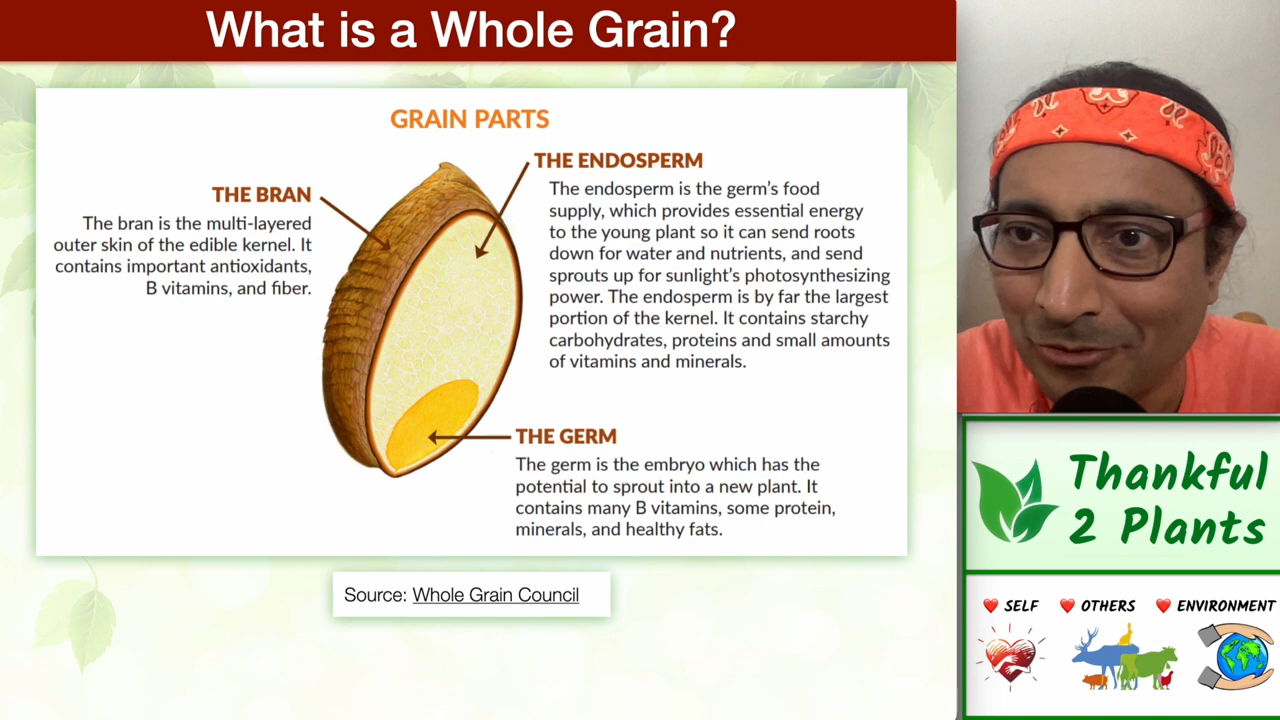 What is a Whole Grain?
GRAIN PARTS
THE BRAN
The bran is the multi-layered
outer skin of the edible kernel. It
contains important antioxidants,
B vitamins, and fiber.
THE ENDOSPERM
The endosperm is the germ's food
supply, which provides essential energy
to the young plant so it can send roots
down for water and nutrients, and send
sprouts up for sunlight's photosynthesizing
power. The endosperm is by far the largest
portion of the kernel. It contains starchy
carbohydrates, proteins and small amounts
of vitamins and minerals.
THE GERM
The germ is the embryo which has the
potential to sprout into a new plant. It
contains many B vitamins, some protein,
minerals, and healthy fats.
Source: Whole Grain Council
Thankful
2 Plants
SELF
OTHERS
ENVIRONMENT